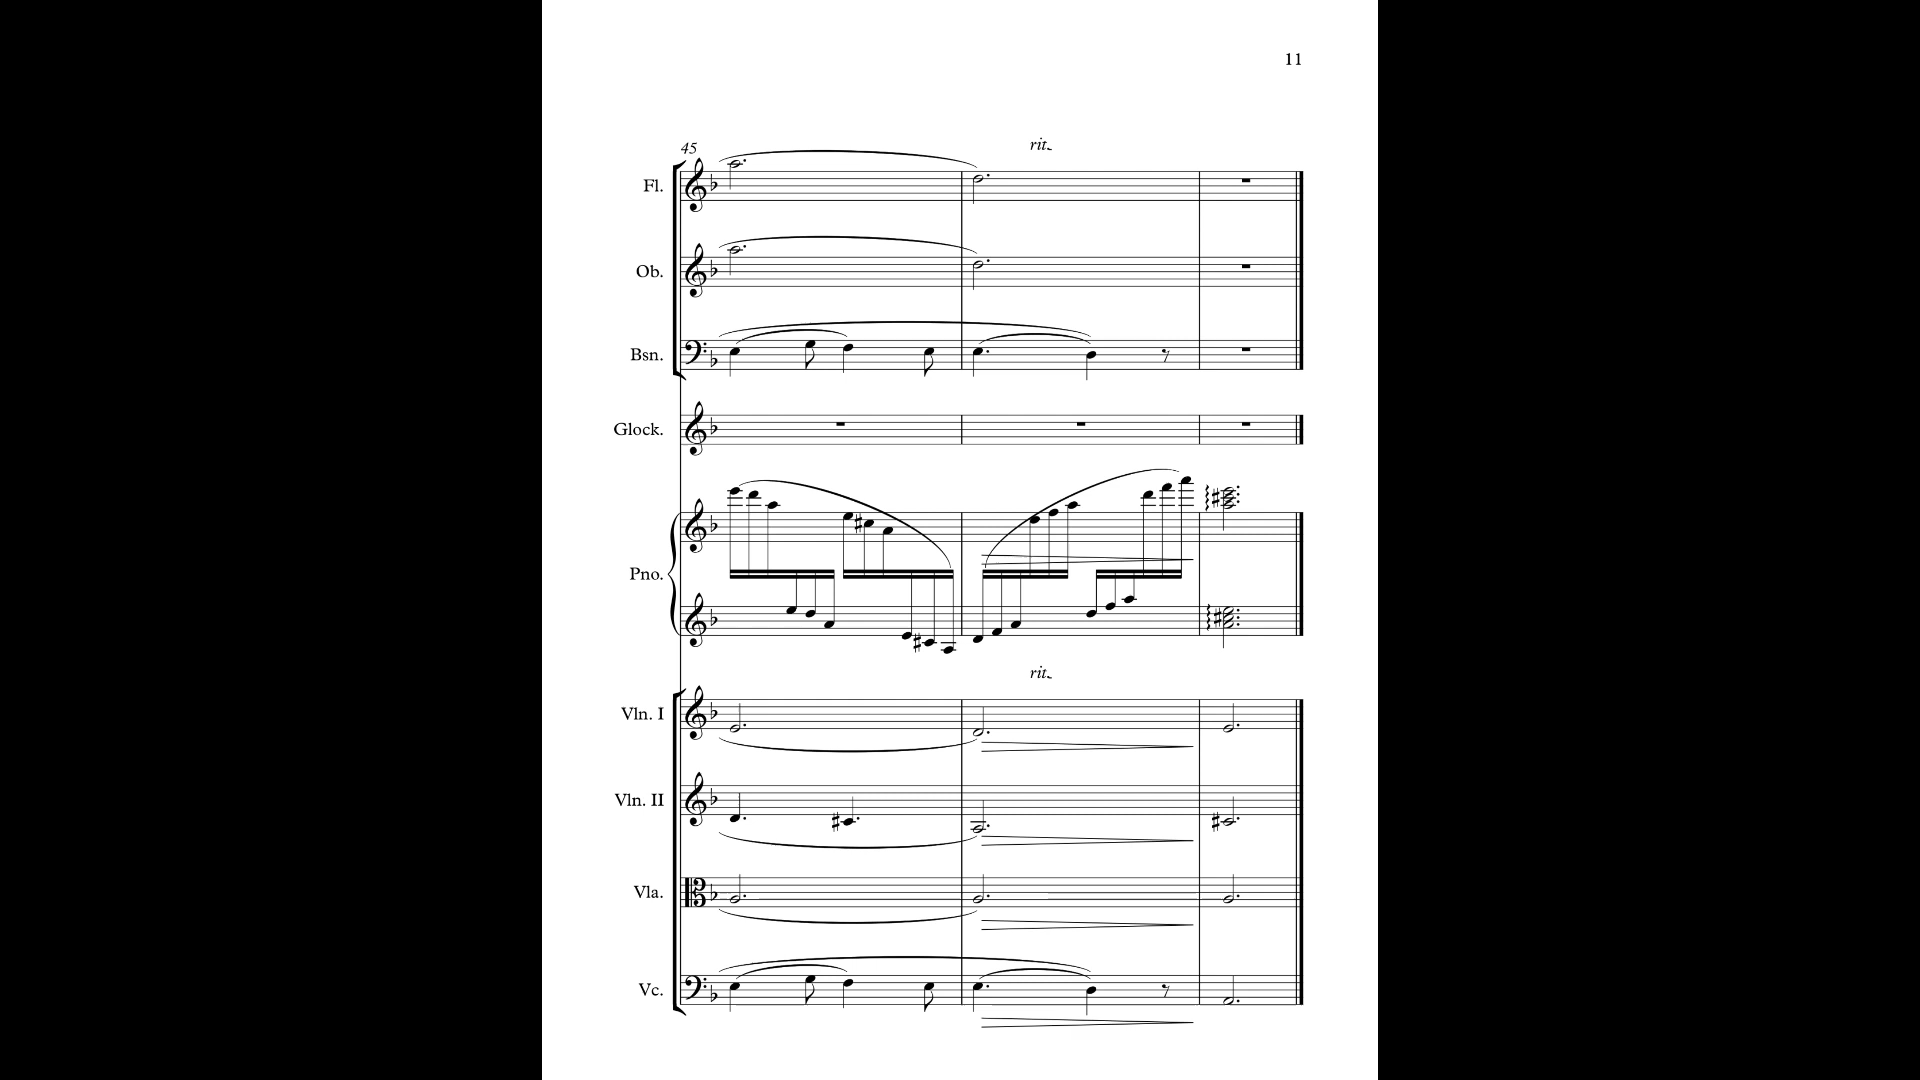 11
45
rit.
Fl.
Ob.
Bsn.
Glock.
Pno.
rit.
Vln. I
Vln. II
Vla.
Vc.